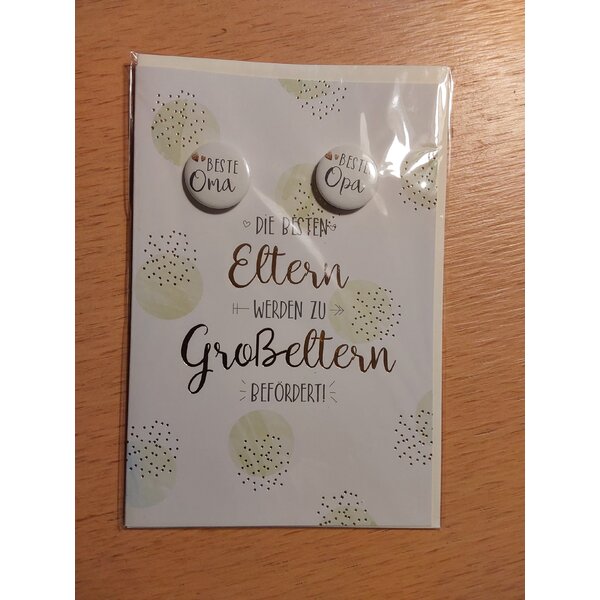 BESTE
Oma
BESTE
Opa
DIE BESTEN
Eltern
WERDEN ZU
Großeltern
BEFÖRDERT!